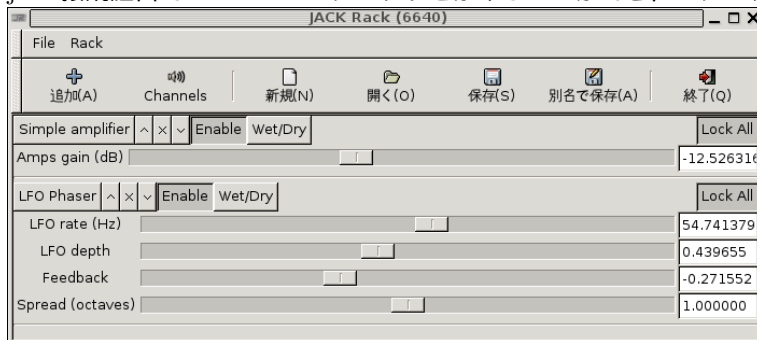 JACK Rack (6640)
File Rack
追加(A) Channels 新規(N) 開く(O) 保存(S) 別名で保存(A) 終了(Q)
Simple amplifier Enable Wet/Dry Lock All
Amps gain (dB) -12.526316
LFO Phaser Enable Wet/Dry Lock All
LFO rate (Hz) 54.741379
LFO depth 0.439655
Feedback -0.271552
Spread (octaves) 1.000000